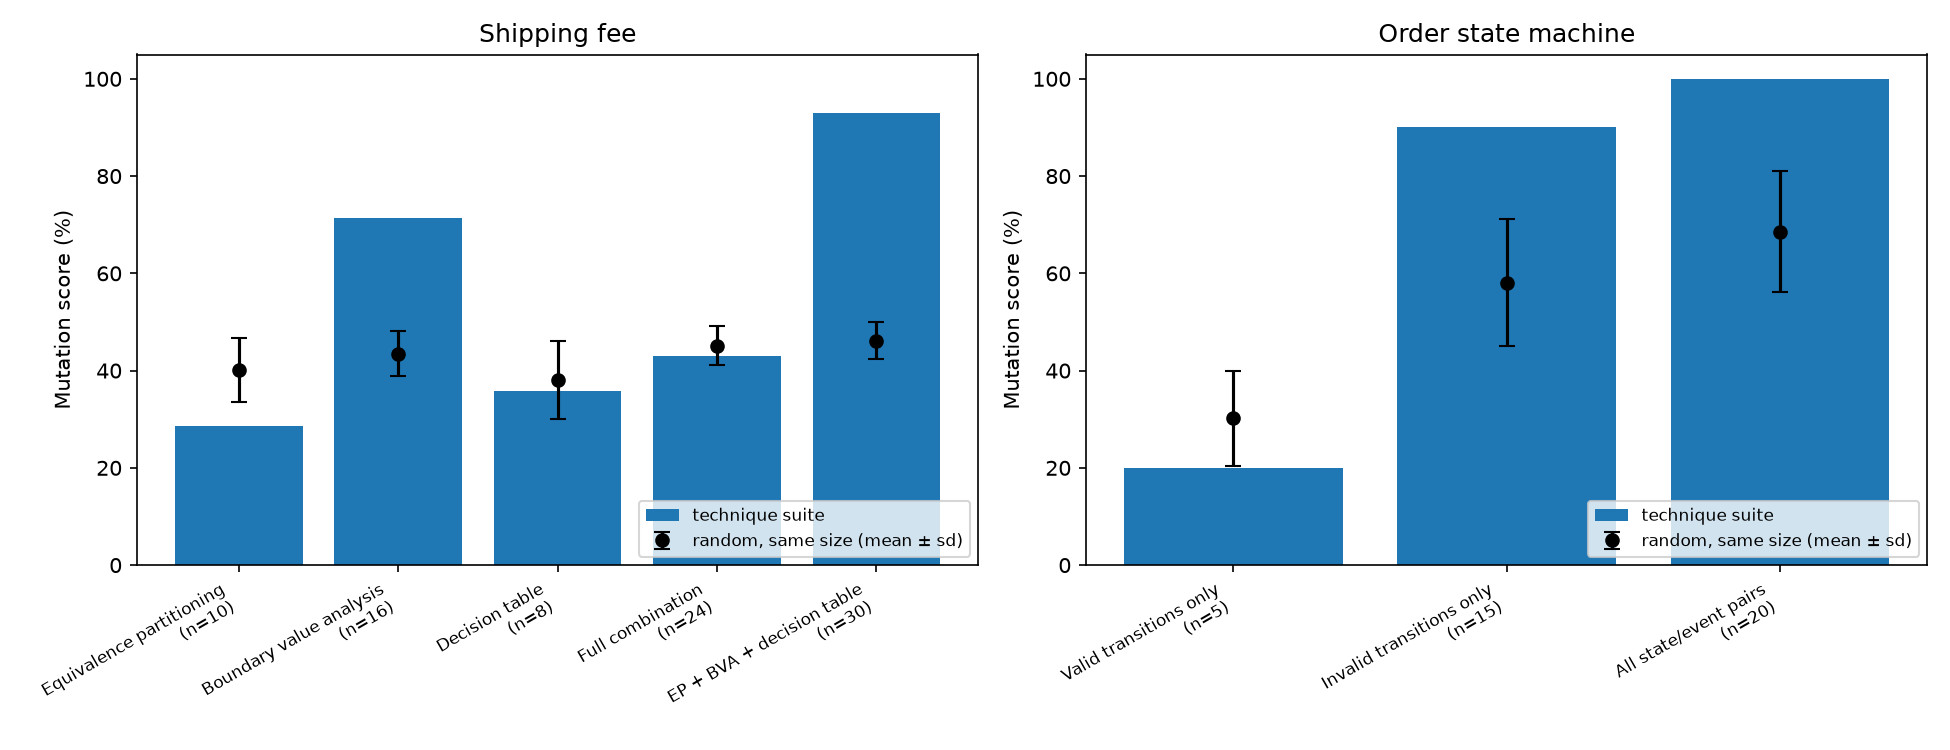 Shipping fee
Mutation score (%)
100
80
60
40
20
0
technique suite
random, same size (mean ± sd)
Equivalence partitioning
(n=10)
Boundary value analysis
(n=16)
Decision table
(n=8)
Full combination
(n=24)
EP + BVA + decision table
(n=30)
Order state machine
Mutation score (%)
100
80
60
40
20
0
technique suite
random, same size (mean ± sd)
Valid transitions only
(n=5)
Invalid transitions only
(n=15)
All state/event pairs
(n=20)